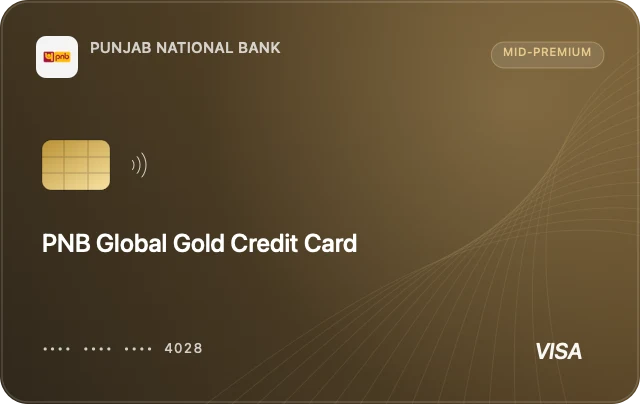 pnb
PUNJAB NATIONAL BANK
MID-PREMIUM
PNB Global Gold Credit Card
•••• •••• •••• 4028
VISA